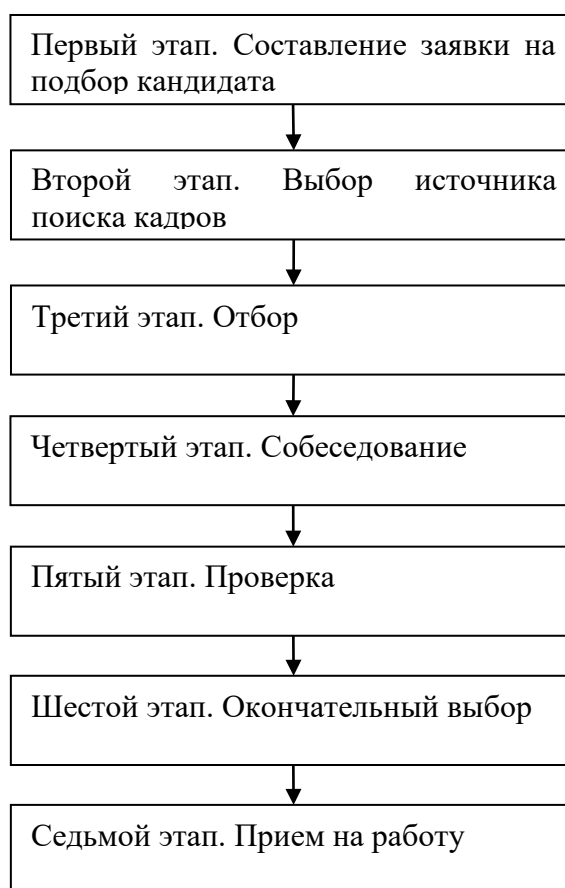 Первый этап. Составление заявки на
подбор кандидата
Второй этап. Выбор источника
поиска кадров
Третий этап. Отбор
Четвертый этап. Собеседование
Пятый этап. Проверка
Шестой этап. Окончательный выбор
Седьмой этап. Прием на работу